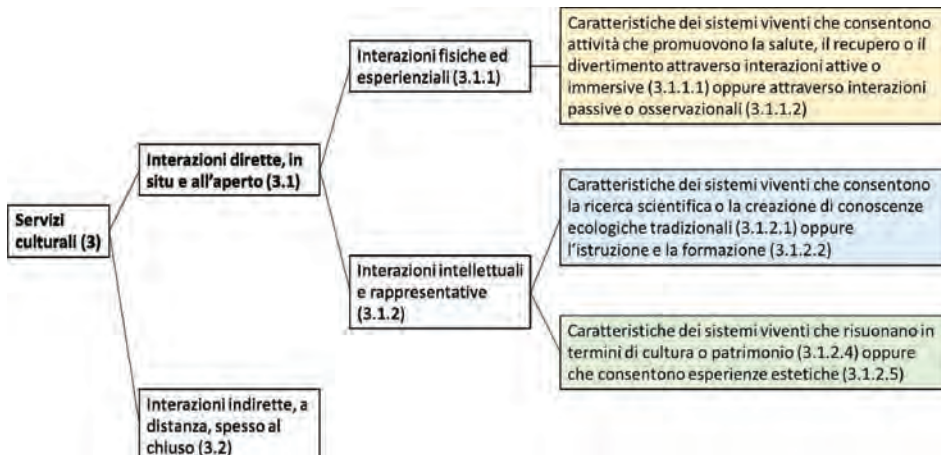 Servizi
culturali (3)
Interazioni dirette, in
situ e all'aperto (3.1)
Interazioni indirette, a
distanza, spesso al
chiuso (3.2)
Interazioni fisiche ed
esperienziali (3.1.1)
Interazioni intellettuali
e rappresentative
(3.1.2)
Caratteristiche dei sistemi viventi che consentono
attività che promuovono la salute, il recupero o il
divertimento attraverso interazioni attive o
immersive (3.1.1.1) oppure attraverso interazioni
passive o osservazionali (3.1.1.2)
Caratteristiche dei sistemi viventi che consentono
la ricerca scientifica o la creazione di conoscenze
ecologiche tradizionali (3.1.2.1) oppure
l'istruzione e la formazione (3.1.2.2)
Caratteristiche dei sistemi viventi che risuonano in
termini di cultura o patrimonio (3.1.2.4) oppure
che consentono esperienze estetiche (3.1.2.5)